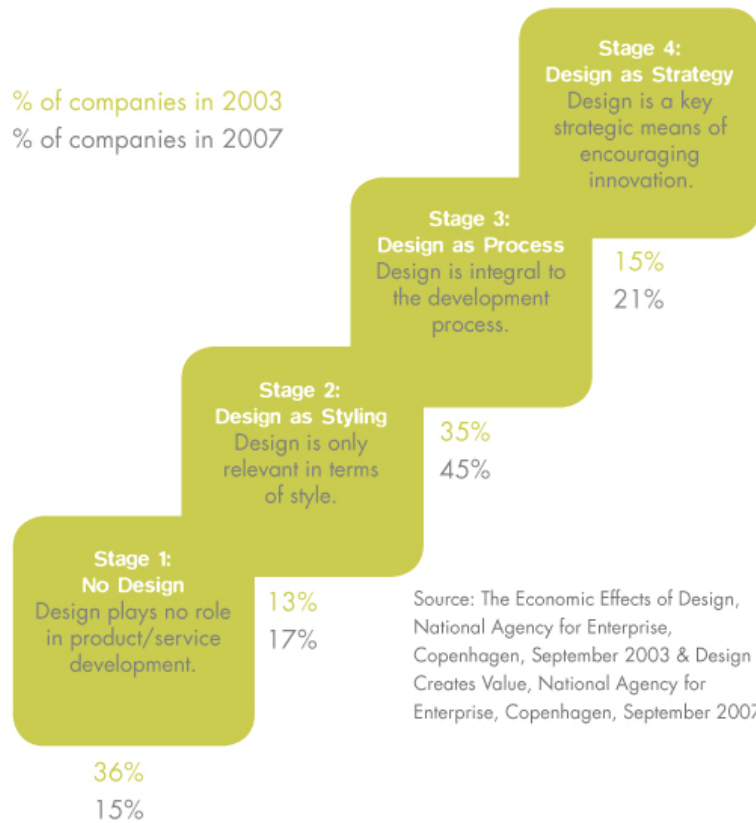 % of companies in 2003
% of companies in 2007
Stage 4:
Design as Strategy
Design is a key
strategic means of
encouraging
innovation.
15%
21%
Stage 3:
Design as Process
Design is integral to
the development
process.
35%
45%
Stage 2:
Design as Styling
Design is only
relevant in terms
of style.
13%
17%
Stage 1:
No Design
Design plays no role
in product/service
development.
36%
15%
Source: The Economic Effects of Design,
National Agency for Enterprise,
Copenhagen, September 2003 & Design
Creates Value, National Agency for
Enterprise, Copenhagen, September 2007